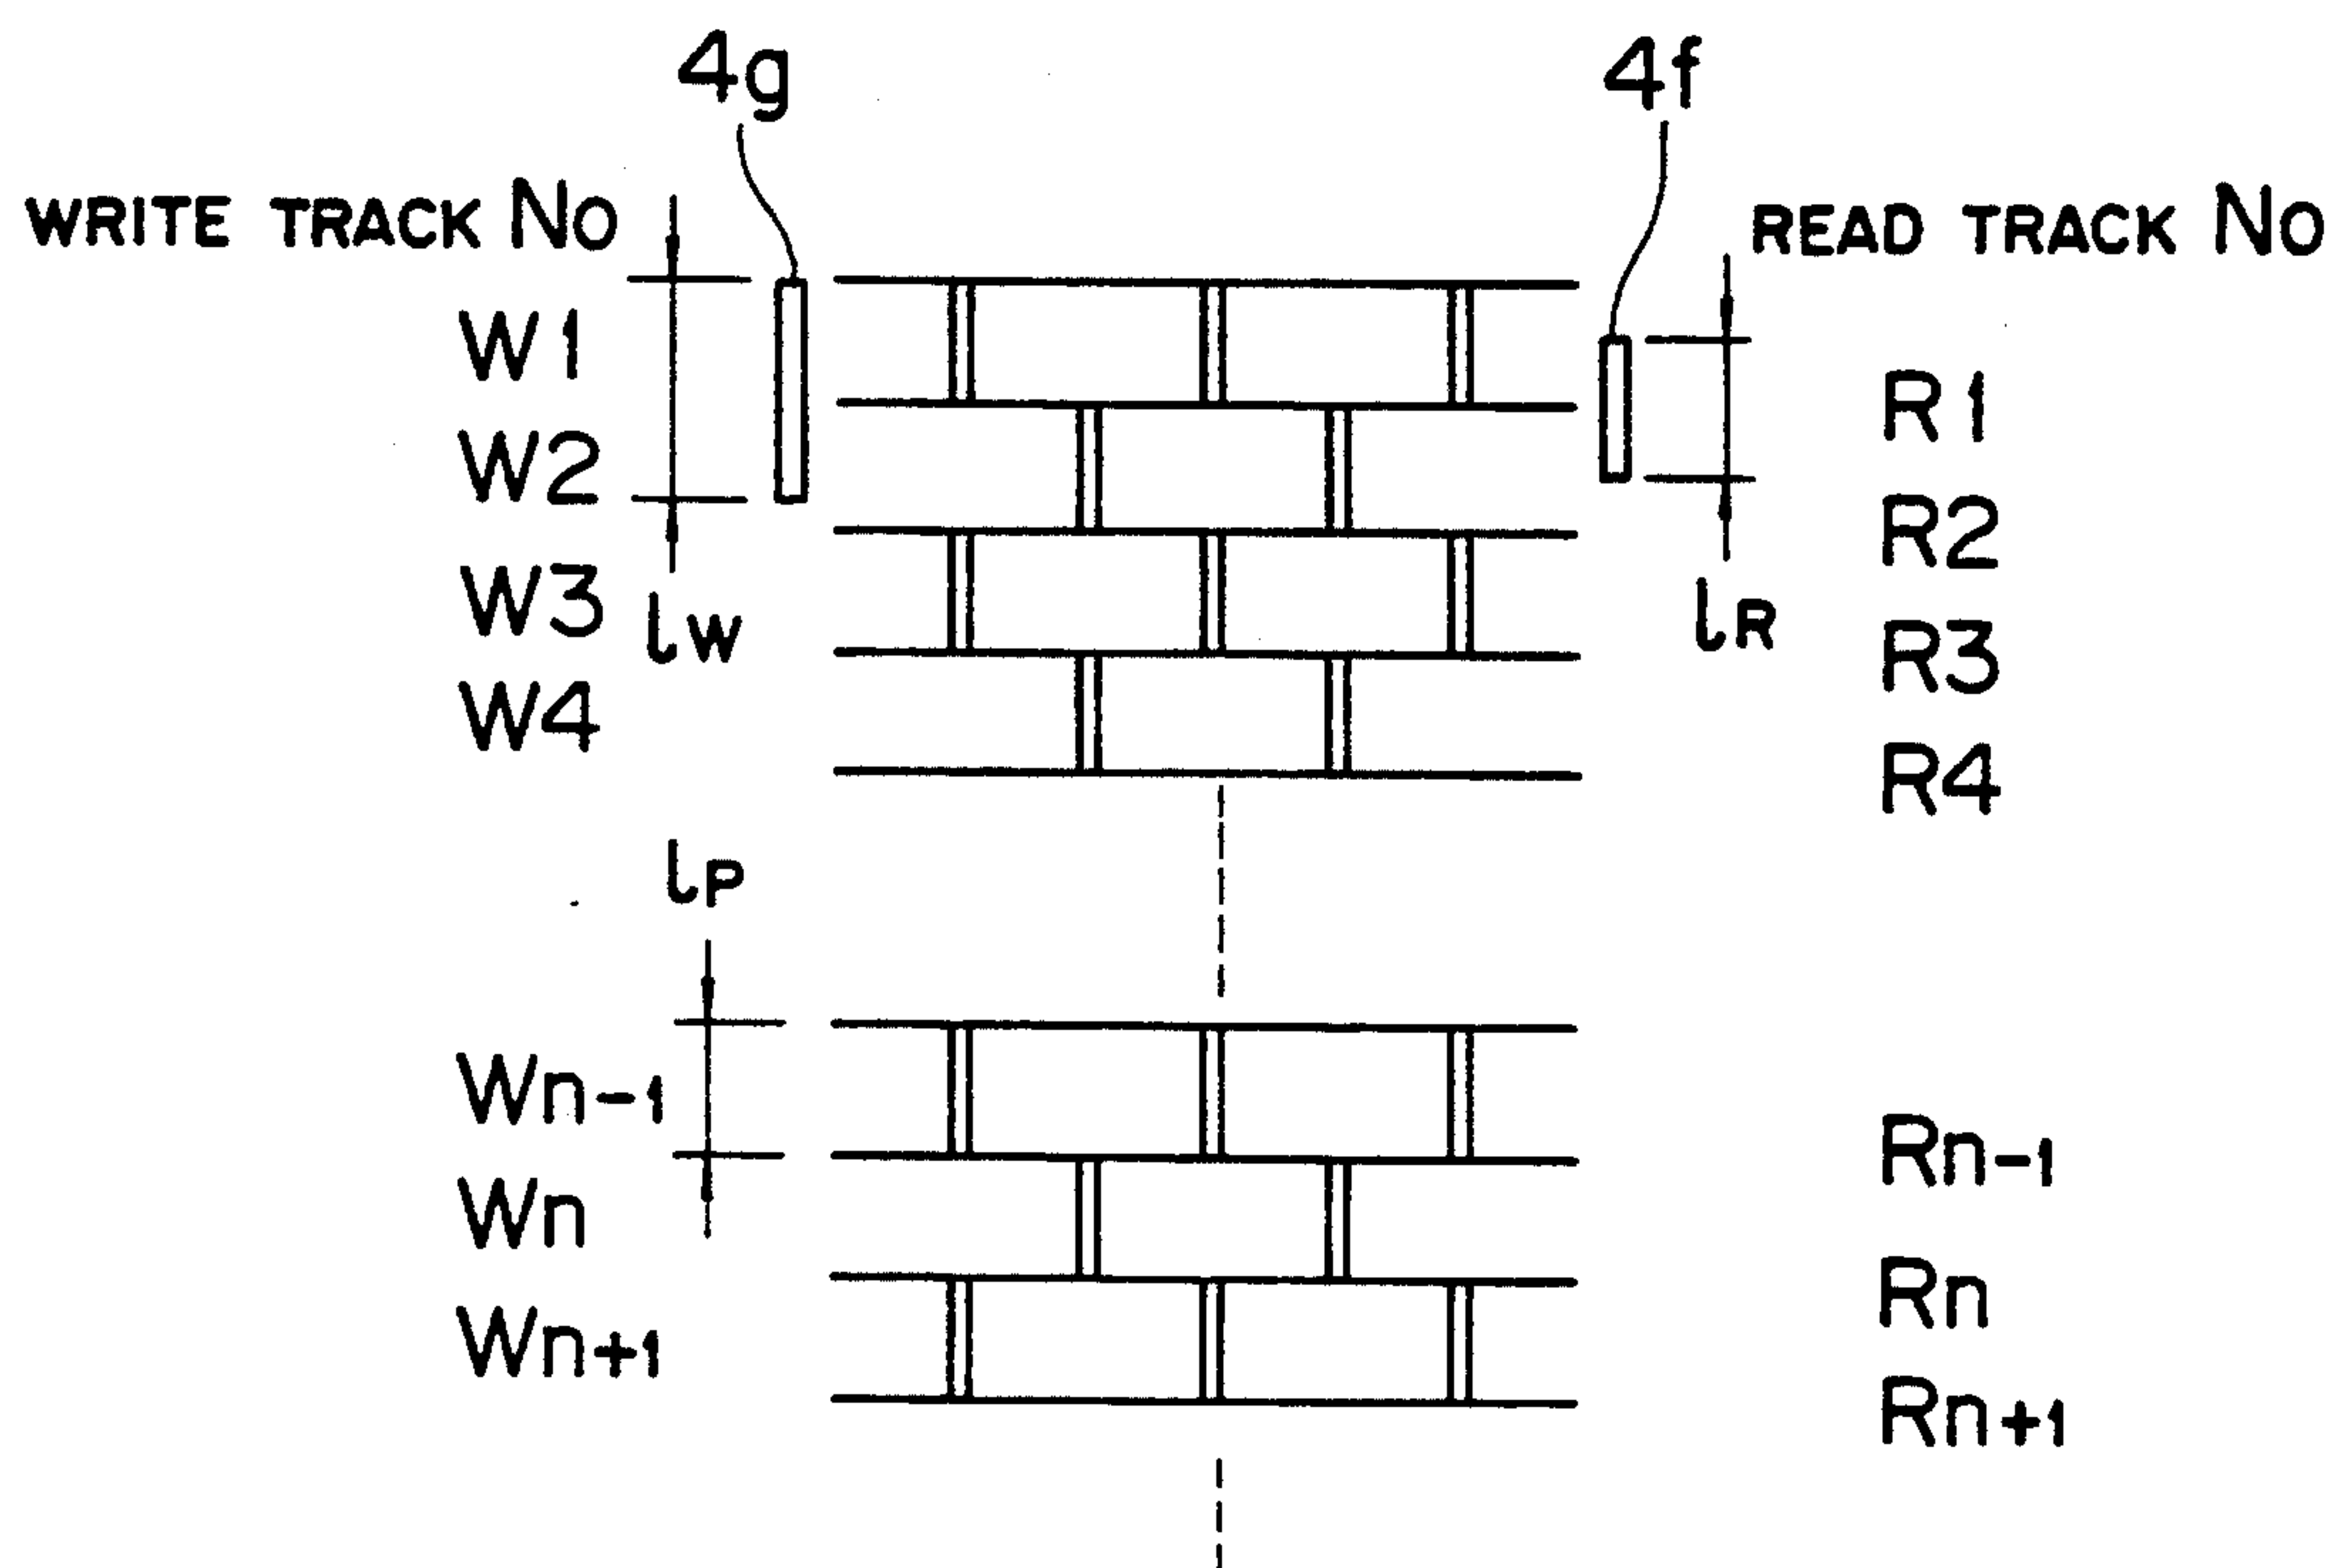 4g 4f
WRITE TRACK No READ TRACK No
W1
R1
W2
R2
W3 lW lR
R3
W4
R4
lP
Wn-1
Rn-1
Wn
Rn
Wn+1
Rn+1